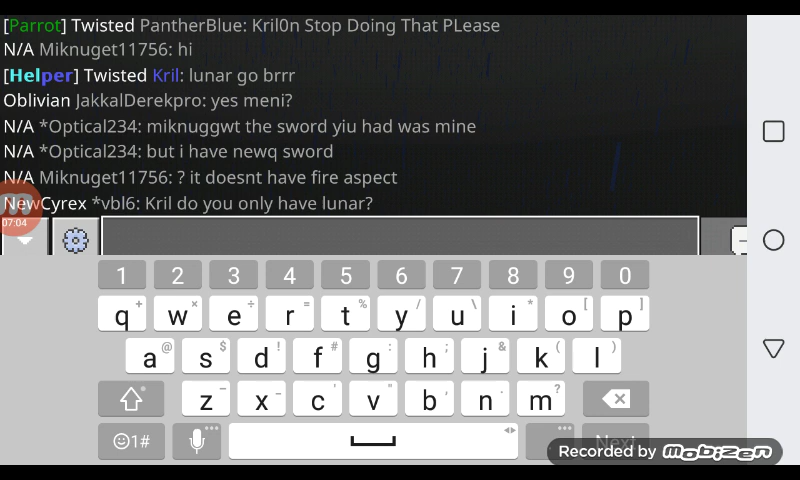 [Parrot] Twisted PantherBlue: Kril0n Stop Doing That PLease
N/A Miknuget11756: hi
[Helper] Twisted Kril: lunar go brrr
Oblivian JakkalDerekpro: yes meni?
N/A *Optical234: miknuggwt the sword yiu had was mine
N/A *Optical234: but i have newq sword
N/A Miknuget11756: ? it doesnt have fire aspect
NewCyrex *vbl6: Kril do you only have lunar?
07:04
1 2 3 4 5 6 7 8 9 0
q + w × e ÷ r = t % y / u \ i * o [ p ]
a @ s $ d ! f # g : h ; j & k ( l )
z - x _ c ' v " b , n . m ?
!☺1#
Next
Recorded by mobizen